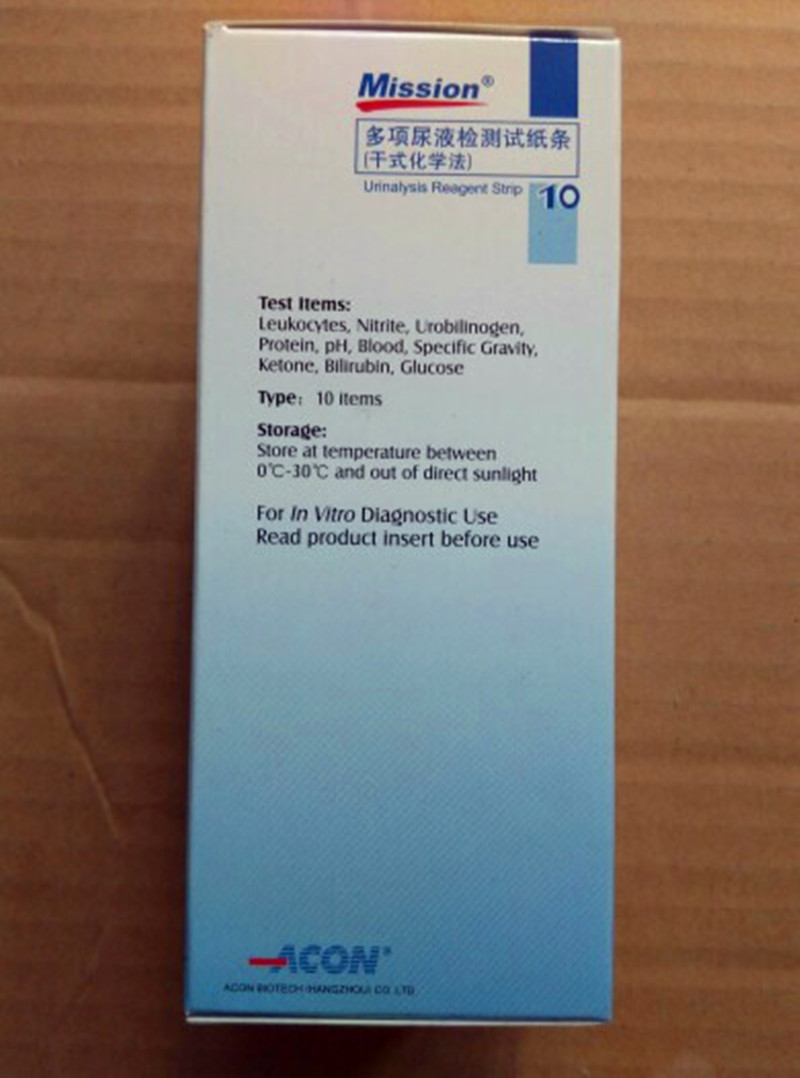 Mission®
多项尿液检测试纸条
(干式化学法)
Urinalysis Reagent Strip 10
Test Items:
Leukocytes, Nitrite, Urobilinogen,
Protein, pH, Blood, Specific Gravity,
Ketone, Bilirubin, Glucose
Type: 10 items
Storage:
Store at temperature between
0℃-30℃ and out of direct sunlight
For In Vitro Diagnostic Use
Read product insert before use
ACON®
ACON BIOTECH (HANGZHOU) CO. LTD